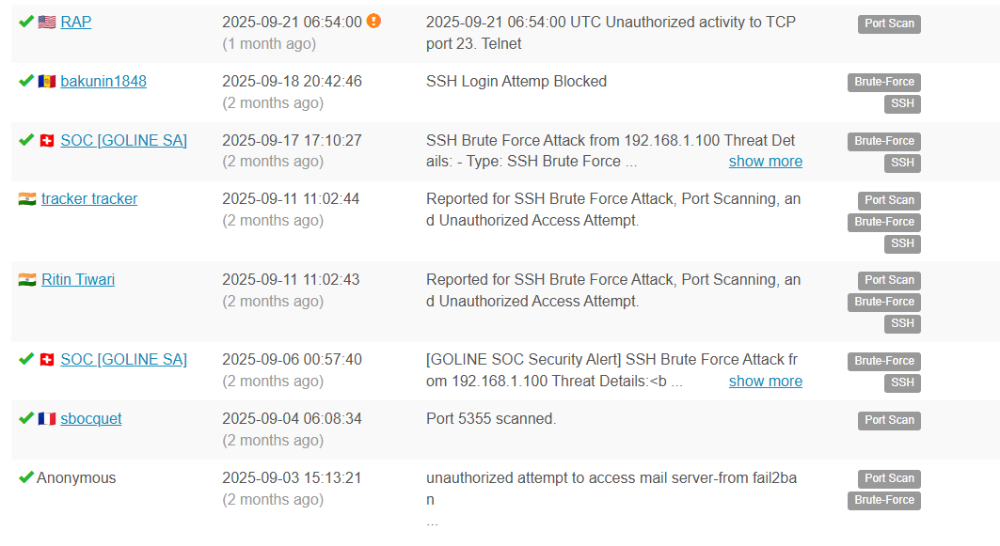 RAP 2025-09-21 06:54:00 2025-09-21 06:54:00 UTC Unauthorized activity to TCP Port Scan
(1 month ago) port 23. Telnet
bakunin1848 2025-09-18 20:42:46 SSH Login Attemp Blocked Brute-Force
(2 months ago) SSH
SOC [GOLINE SA] 2025-09-17 17:10:27 SSH Brute Force Attack from 192.168.1.100 Threat Det Brute-Force
(2 months ago) ails: - Type: SSH Brute Force ... show more SSH
tracker tracker 2025-09-11 11:02:44 Reported for SSH Brute Force Attack, Port Scanning, an Port Scan
(2 months ago) d Unauthorized Access Attempt. Brute-Force
SSH
Ritin Tiwari 2025-09-11 11:02:43 Reported for SSH Brute Force Attack, Port Scanning, an Port Scan
(2 months ago) d Unauthorized Access Attempt. Brute-Force
SSH
SOC [GOLINE SA] 2025-09-06 00:57:40 [GOLINE SOC Security Alert] SSH Brute Force Attack fr Brute-Force
(2 months ago) om 192.168.1.100 Threat Details:<b ... show more SSH
sbocquet 2025-09-04 06:08:34 Port 5355 scanned. Port Scan
(2 months ago)
Anonymous 2025-09-03 15:13:21 unauthorized attempt to access mail server-from fail2ba Port Scan
(2 months ago) n Brute-Force
...